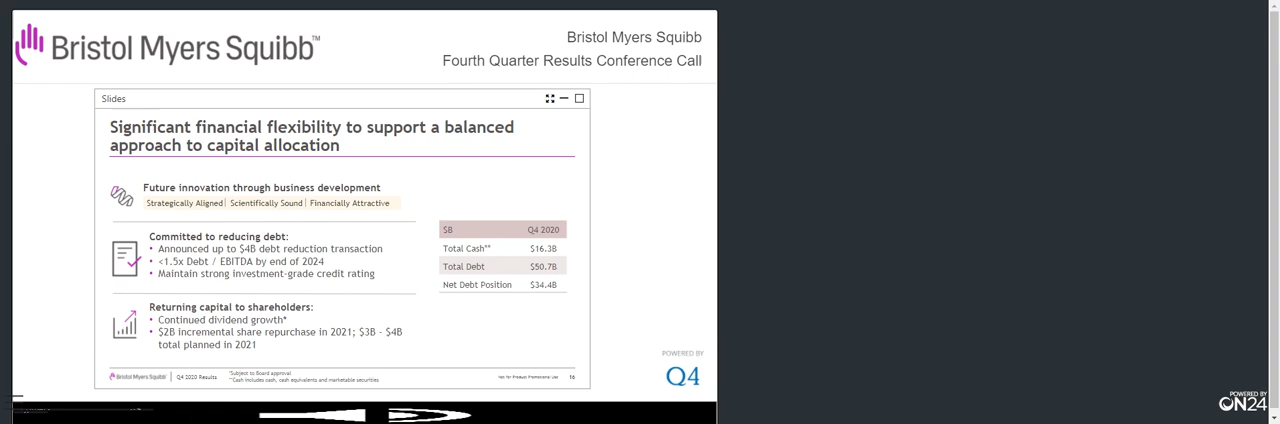 Bristol Myers Squibb™
Bristol Myers Squibb
Fourth Quarter Results Conference Call
Slides
Significant financial flexibility to support a balanced
approach to capital allocation
Future innovation through business development
Strategically Aligned | Scientifically Sound | Financially Attractive
Committed to reducing debt:
• Announced up to $4B debt reduction transaction
• <1.5x Debt / EBITDA by end of 2024
• Maintain strong investment-grade credit rating
Returning capital to shareholders:
• Continued dividend growth*
• $2B incremental share repurchase in 2021; $3B - $4B
total planned in 2021
$B Q4 2020
Total Cash** $16.3B
Total Debt $50.7B
Net Debt Position $34.4B
Bristol Myers Squibb | Q4 2020 Results
*Subject to Board approval
**Cash includes cash, cash equivalents and marketable securities
Not for Product Promotional Use 16
POWERED BY
Q4
POWERED BY
ON24